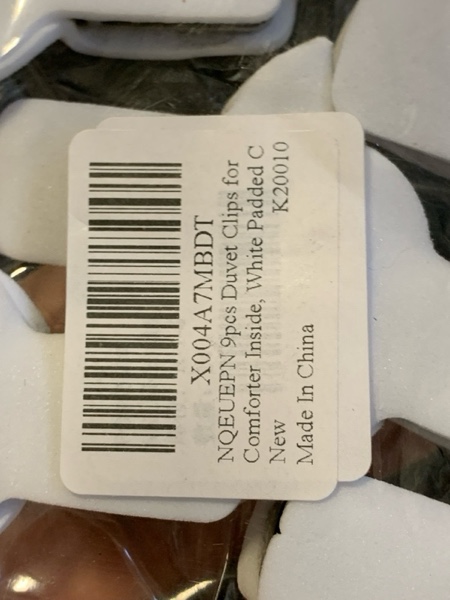 X004A7MBDT
NQEUEPN 9pcs Duvet Clips for
Comforter Inside, White Padded C
New K20010
Made In China